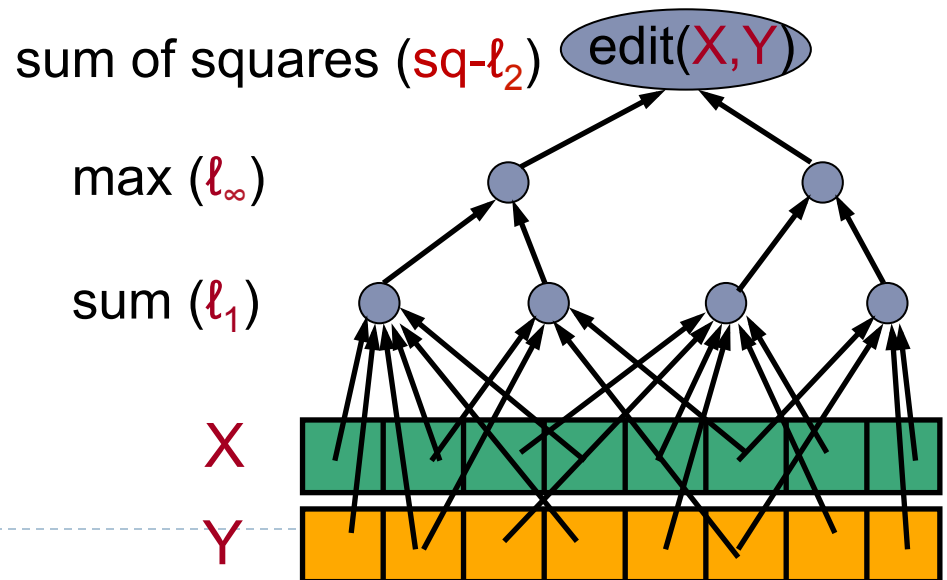 sum of squares (sq-ℓ₂) edit(X,Y)
max (ℓ∞)
sum (ℓ₁)
X
Y